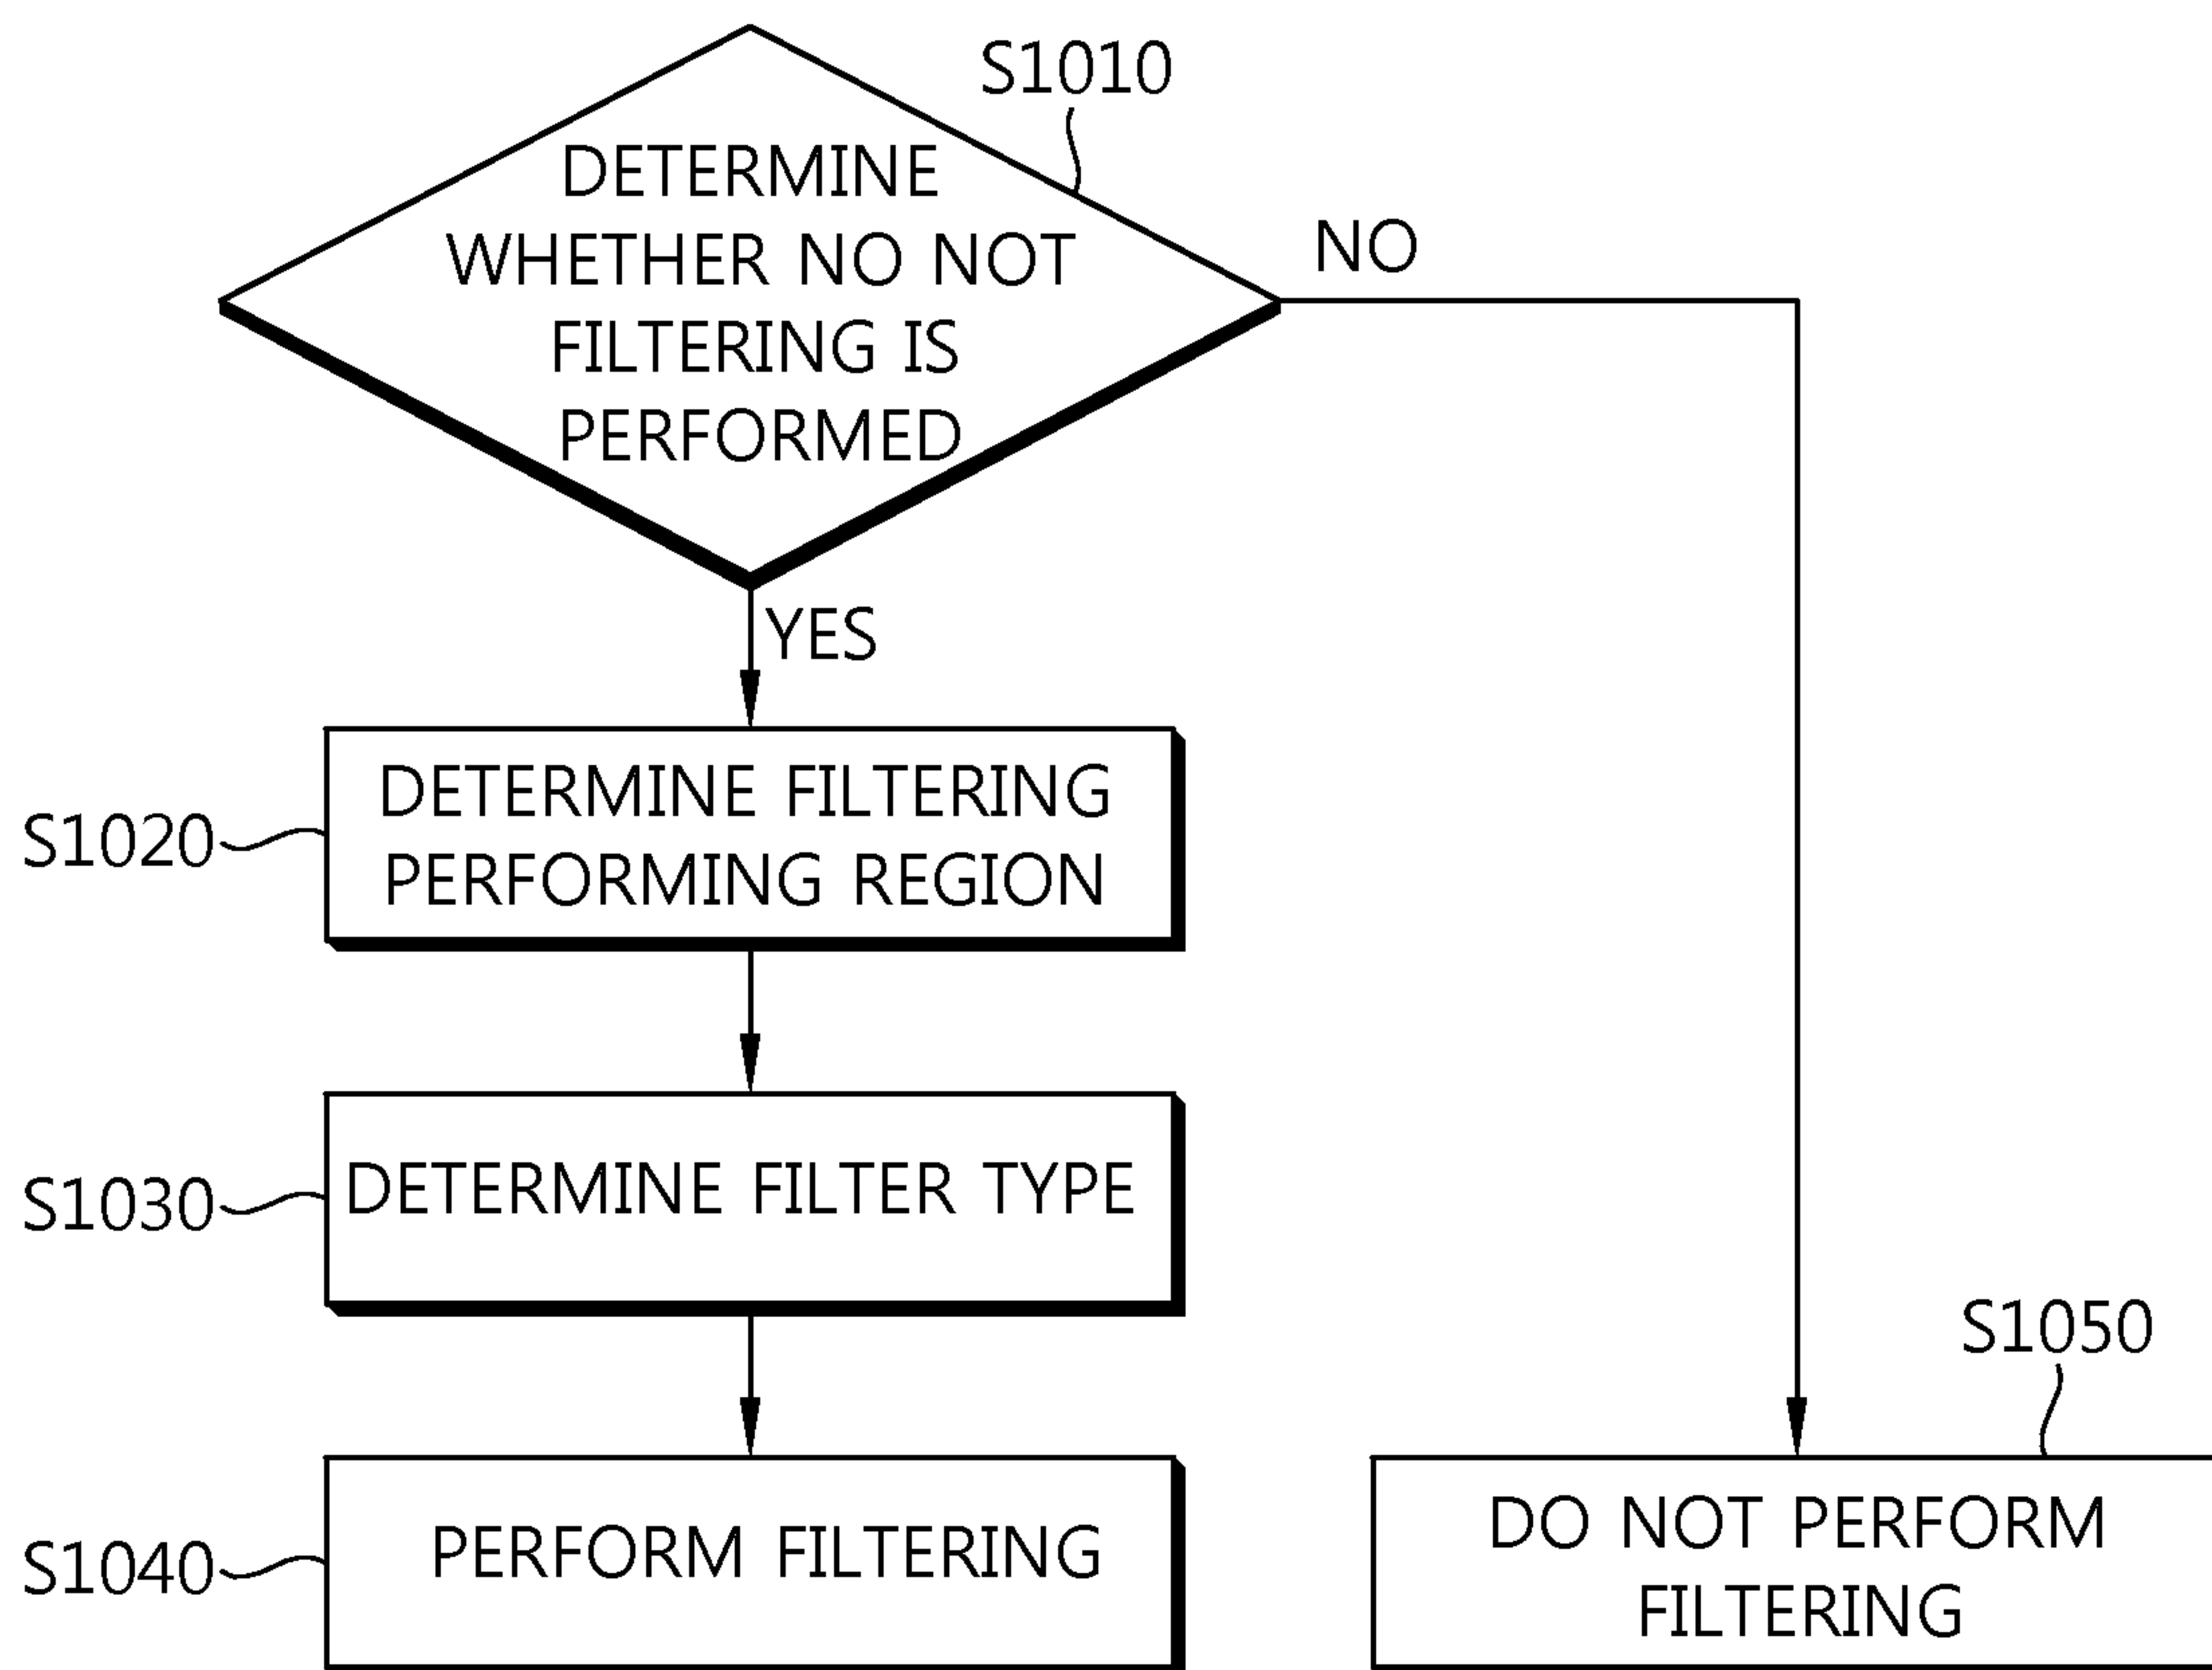 S1010
DETERMINE
WHETHER NO NOT
FILTERING IS
PERFORMED
NO
YES
S1020
DETERMINE FILTERING
PERFORMING REGION
S1030
DETERMINE FILTER TYPE
S1040
PERFORM FILTERING
S1050
DO NOT PERFORM
FILTERING